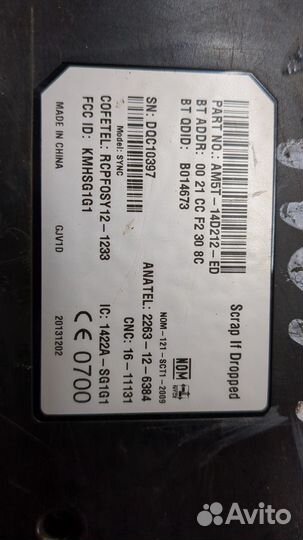 Scrap If Dropped
PART NO.: AM5T-14D212-ED
BT ADDR: 00 21 CC F2 30 8C
BT QDID: B014673
NOM
NOM-121-SCT1-2009
SN: DQC10397
ANATEL: 2263-12-6384
Model: SYNC
CNC: 16-11131
COFETEL: RCPFOSY12-1233
IC: 1422A-SG1G1
FCC ID: KMHSG1G1
CE 0700
MADE IN CHINA
GJV1D
20131202
Avito